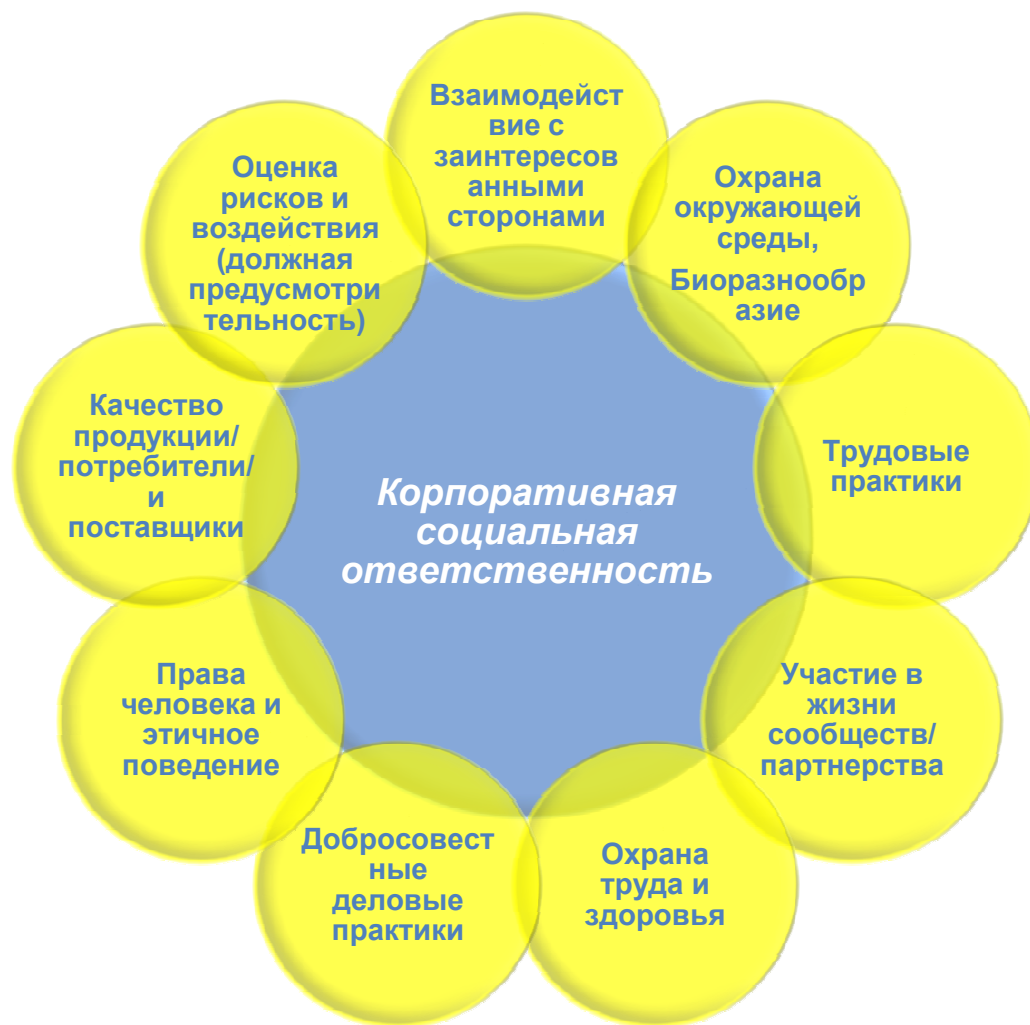 Взаимодейст
вие с
заинтересов
анными
сторонами
Охрана
окружающей
среды,
Биоразнообр
азие
Трудовые
практики
Участие в
жизни
сообществ/
партнерства
Охрана
труда и
здоровья
Добросовест
ные
деловые
практики
Права
человека и
этичное
поведение
Качество
продукции/
потребители/
и
поставщики
Оценка
рисков и
воздействия
(должная
предусмотри
тельность)
Корпоративная
социальная
ответственность